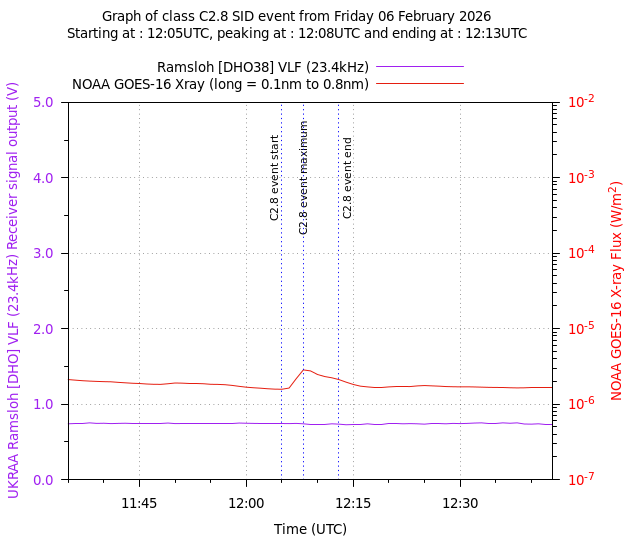 Graph of class C2.8 SID event from Friday 06 February 2026
Starting at : 12:05UTC, peaking at : 12:08UTC and ending at : 12:13UTC
Ramsloh [DHO38] VLF (23.4kHz)
NOAA GOES-16 Xray (long = 0.1nm to 0.8nm)
UKRAA Ramsloh [DHO] VLF (23.4kHz) Receiver signal output (V)
5.0
4.0
3.0
2.0
1.0
0.0
C2.8 event start
C2.8 event maximum
C2.8 event end
10-2
10-3
10-4
10-5
10-6
10-7
NOAA GOES-16 X-ray Flux (W/m2)
11:45
12:00
12:15
12:30
Time (UTC)